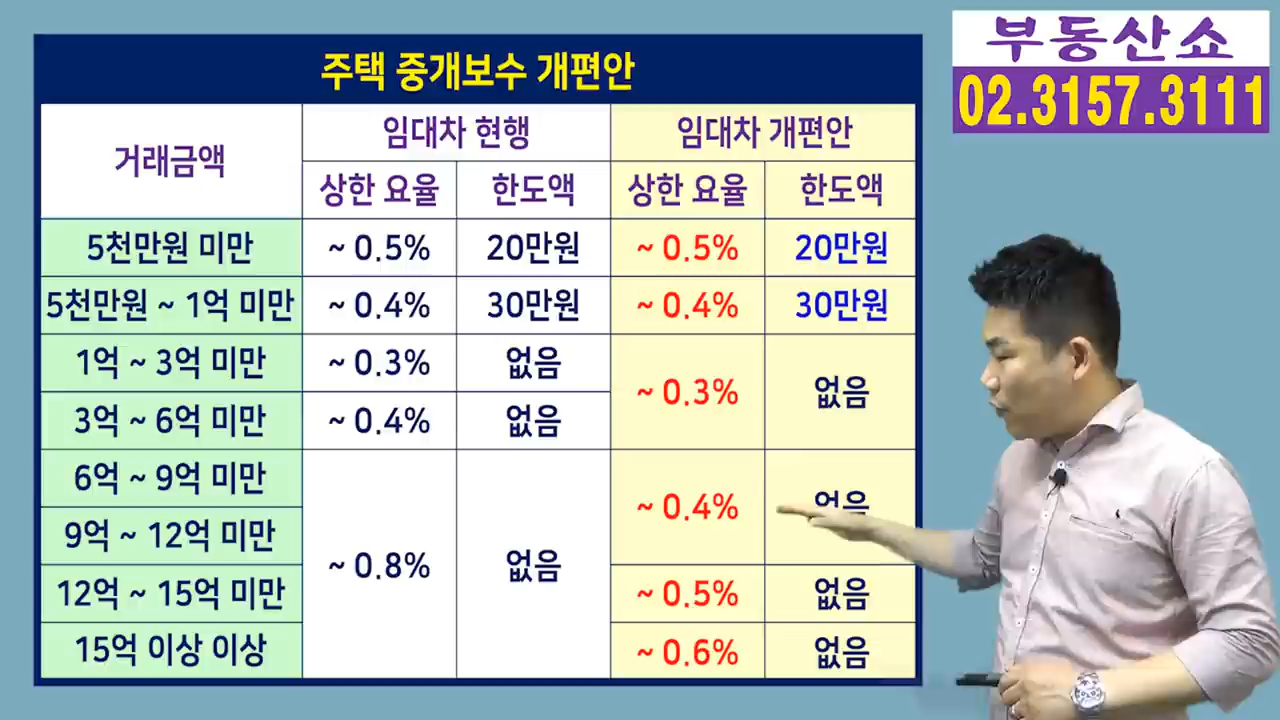 부동산쇼
02.3157.3111
주택 중개보수 개편안
거래금액
임대차 현행
임대차 개편안
상한 요율
한도액
상한 요율
한도액
5천만원 미만
~ 0.5%
20만원
~ 0.5%
20만원
5천만원 ~ 1억 미만
~ 0.4%
30만원
~ 0.4%
30만원
1억 ~ 3억 미만
~ 0.3%
없음
~ 0.3%
없음
3억 ~ 6억 미만
~ 0.4%
없음
6억 ~ 9억 미만
~ 0.8%
없음
~ 0.4%
없음
9억 ~ 12억 미만
12억 ~ 15억 미만
~ 0.5%
없음
15억 이상 이상
~ 0.6%
없음